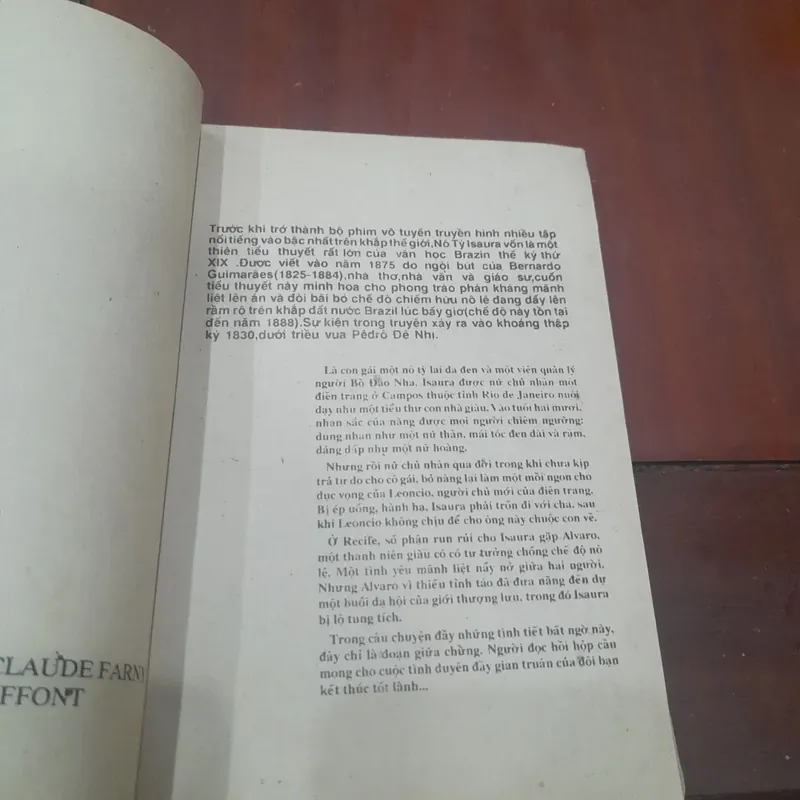 CLAUDE FARN
FFONT
Trước khi trở thành bộ phim vô tuyến truyền hình nhiều tập
nổi tiếng vào bậc nhất trên khắp thế giới,Nô Tỳ Isaura vốn là một
thiên tiểu thuyết rất lớn của văn học Brazin thế kỷ thứ
XIX .Được viết vào năm 1875 do ngòi bút của Bernardo
Guimarães(1825-1884),nhà thơ,nhà văn và giáo sư,cuốn
tiểu thuyết này minh họa cho phong trào phản kháng mãnh
liệt lên án và đòi bãi bỏ chế độ chiếm hữu nô lệ đang dấy lên
rầm rộ trên khắp đất nước Brazil lúc bấy giờ(chế độ này tồn tại
đến năm 1888).Sự kiện trong truyện xảy ra vào khoảng thập
kỷ 1830,dưới triều vua Pêdrô Đệ Nhị.
Là con gái một nô tỳ lai da đen và một viên quản lý
người Bồ Đào Nha, Isaura được nữ chủ nhân một
điền trang ở Campos thuộc tỉnh Rio de Janeiro nuôi
dạy như một tiểu thư con nhà giàu. Vào tuổi hai mươi,
nhan sắc của nàng được mọi người chiêm ngưỡng:
dung nhan như một nữ thần, mái tóc đen dài và rậm,
dáng dấp như một nữ hoàng.
Nhưng rồi nữ chủ nhân qua đời trong khi chưa kịp
trả tự do cho cô gái, bỏ nàng lại làm một mồi ngon cho
dục vọng của Leoncio, người chủ mới của điền trang.
Bị ép uổng, hành hạ, Isaura phải trốn đi với cha, sau
khi Leoncio không chịu để cho ông này chuộc con về.
Ở Recife, số phận run rủi cho Isaura gặp Alvaro,
một thanh niên giàu có có tư tưởng chống chế độ nô
lệ. Một tình yêu mãnh liệt nẩy nở giữa hai người.
Nhưng Alvaro vì thiếu tỉnh táo đã đưa nàng đến dự
một buổi dạ hội của giới thượng lưu, trong đó Isaura
bị lộ tung tích.
Trong câu chuyện đầy những tình tiết bất ngờ này,
đây chỉ là đoạn giữa chừng. Người đọc hồi hộp cầu
mong cho cuộc tình duyên đầy gian truân của đôi bạn
kết thúc tốt lành...